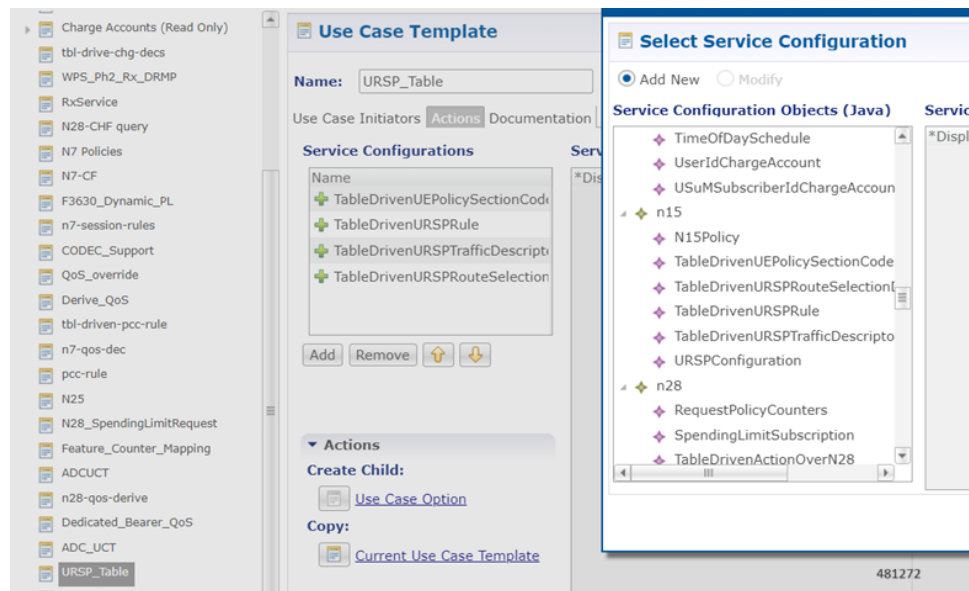 Charge Accounts (Read Only)
tbl-drive-chg-decs
WPS_Ph2_Rx_DRMP
RxService
N28-CHF query
N7 Policies
N7-CF
F3630_Dynamic_PL
n7-session-rules
CODEC_Support
QoS_override
Derive_QoS
tbl-driven-pcc-rule
n7-qos-dec
pcc-rule
N25
N28_SpendingLimitRequest
Feature_Counter_Mapping
ADCUCT
n28-qos-derive
Dedicated_Bearer_QoS
ADC_UCT
URSP_Table
Use Case Template
Name: URSP_Table
Use Case Initiators Actions Documentation
Service Configurations
Name
TableDrivenUEPolicySectionCode
TableDrivenURSPRule
TableDrivenURSPTrafficDescripto
TableDrivenURSPRouteSelection
Add Remove
Serv
*Dis
Actions
Create Child:
Use Case Option
Copy:
Current Use Case Template
Select Service Configuration
Add New Modify
Service Configuration Objects (Java)
TimeOfDaySchedule
UserIdChargeAccount
USuMSubscriberIdChargeAccoun
n15
N15Policy
TableDrivenUEPolicySectionCode
TableDrivenURSPRouteSelectionD
TableDrivenURSPRule
TableDrivenURSPTrafficDescripto
URSPConfiguration
n28
RequestPolicyCounters
SpendingLimitSubscription
TableDrivenActionOverN28
Servic
*Displ
481272